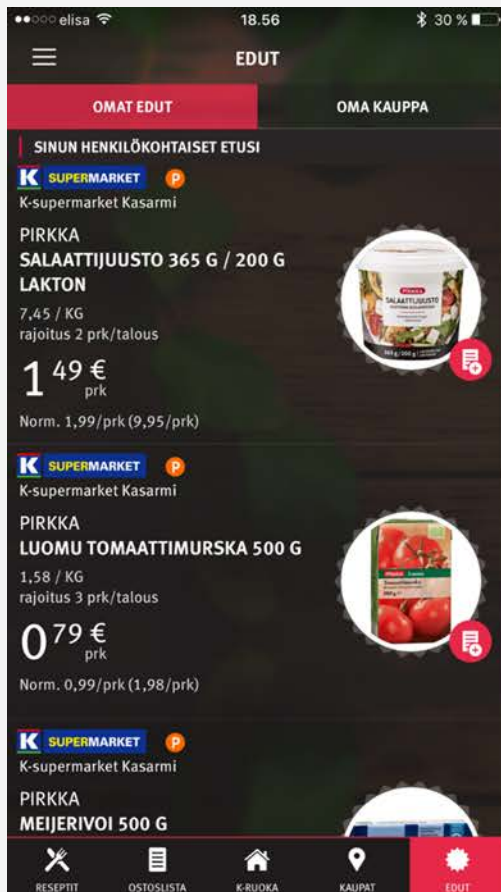 elisa 18.56 30 %
EDUT
OMAT EDUT OMA KAUPPA
SINUN HENKILÖKOHTAISET ETUSI
K SUPERMARKET P
K-supermarket Kasarmi
PIRKKA
SALAATTIJUUSTO 365 G / 200 G
LAKTON
7,45 / KG
rajoitus 2 prk/talous
1 49 €
prk
Norm. 1,99/prk (9,95/prk)
PIRKKA
SALAATTIJUUSTO
K SUPERMARKET P
K-supermarket Kasarmi
PIRKKA
LUOMU TOMAATTIMURSKA 500 G
1,58 / KG
rajoitus 3 prk/talous
0 79 €
prk
Norm. 0,99/prk (1,98/prk)
K SUPERMARKET P
K-supermarket Kasarmi
PIRKKA
MEIJERIVOI 500 G
RESEPTIT OSTOSLISTA K-RUOKA KAUPAT EDUT